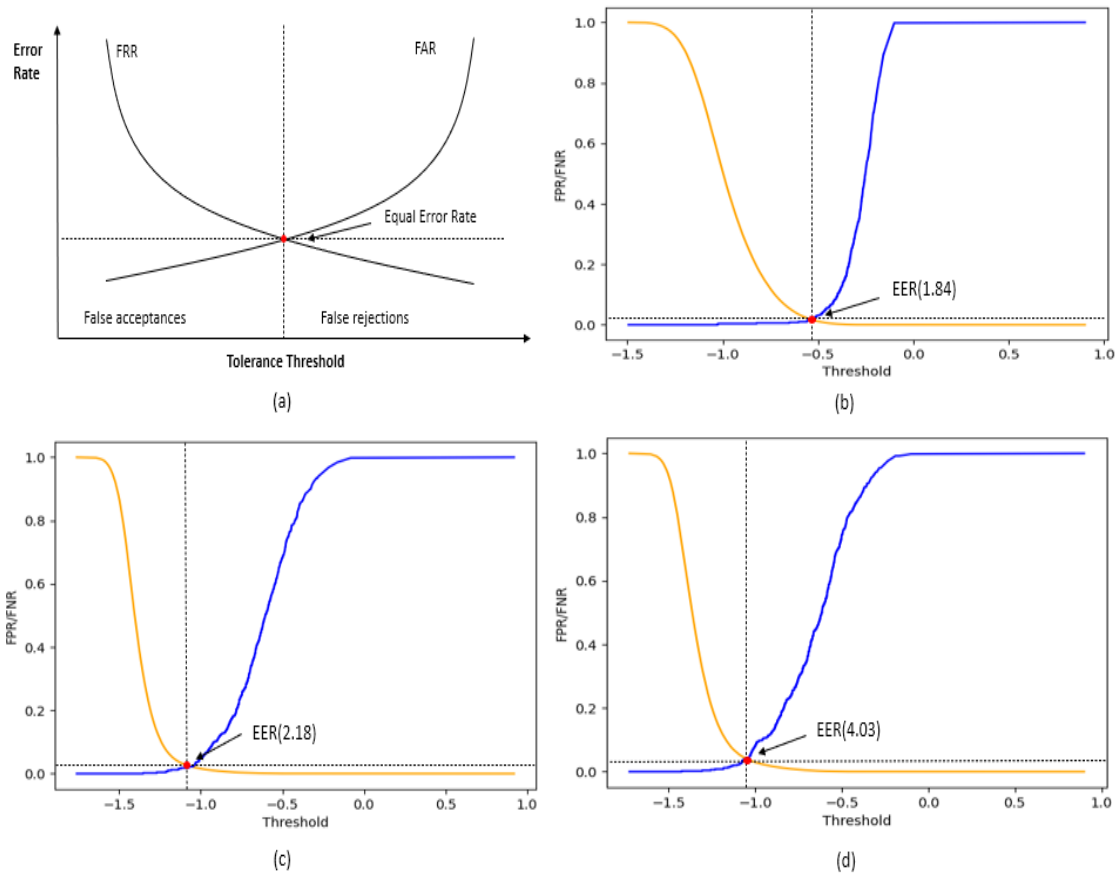 Error
Rate
FRR
FAR
Equal Error Rate
False acceptances
False rejections
Tolerance Threshold
(a)
1.0
0.8
0.6
0.4
0.2
0.0
FPR/FNR
EER(1.84)
−1.5 −1.0 −0.5 0.0 0.5 1.0
Threshold
(b)
1.0
0.8
0.6
0.4
0.2
0.0
FPR/FNR
EER(2.18)
−1.5 −1.0 −0.5 0.0 0.5 1.0
Threshold
(c)
1.0
0.8
0.6
0.4
0.2
0.0
FPR/FNR
EER(4.03)
−1.5 −1.0 −0.5 0.0 0.5 1.0
Threshold
(d)